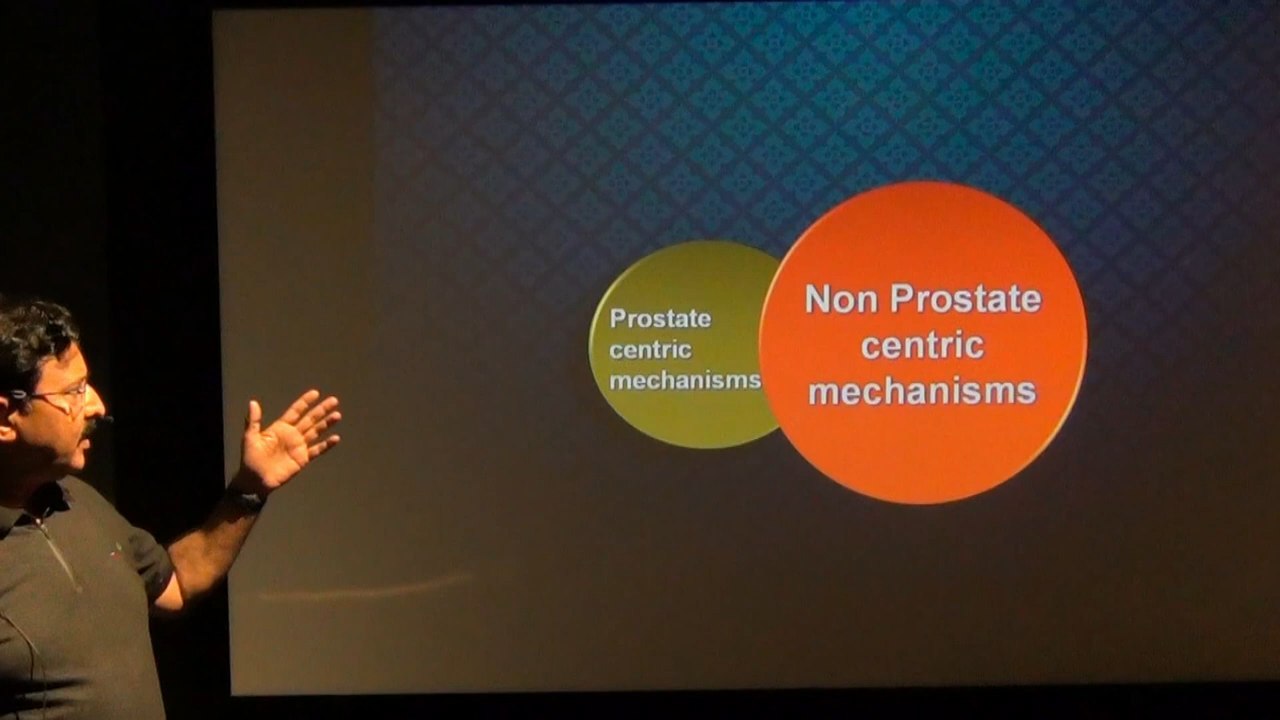 Prostate
centric
mechanisms
Non Prostate
centric
mechanisms